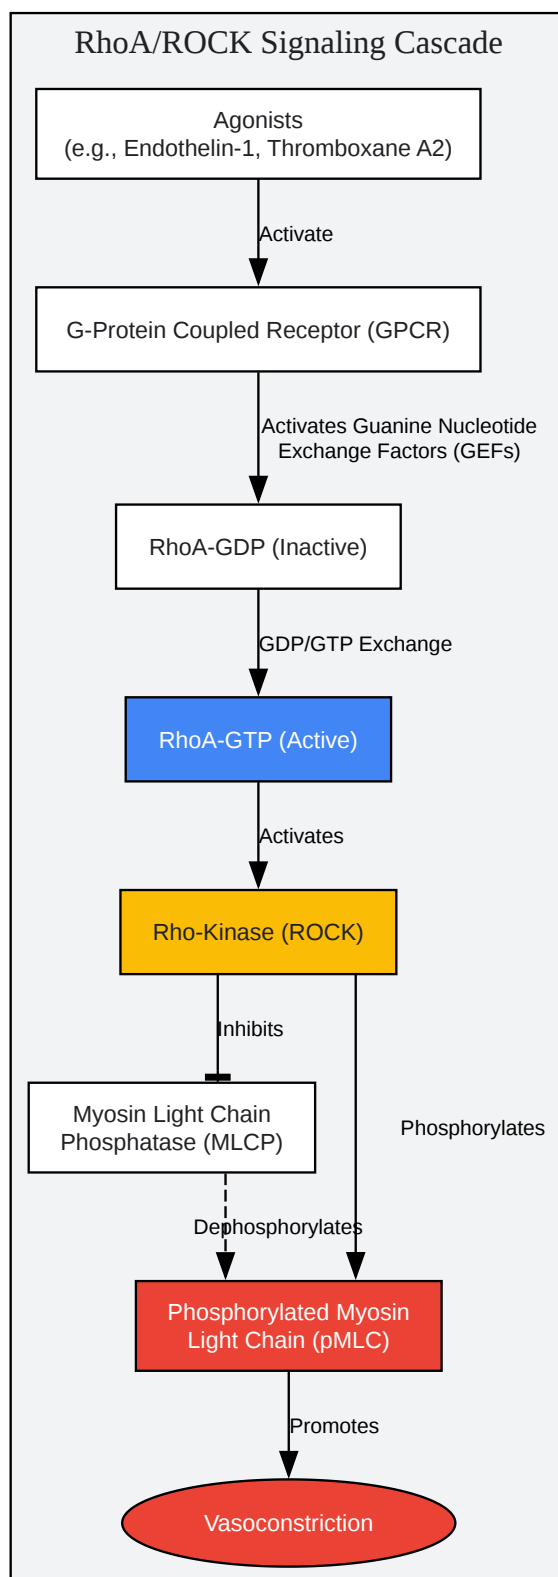 RhoA/ROCK Signaling Cascade
Agonists
(e.g., Endothelin-1, Thromboxane A2)
Activate
G-Protein Coupled Receptor (GPCR)
Activates Guanine Nucleotide
Exchange Factors (GEFs)
RhoA-GDP (Inactive)
GDP/GTP Exchange
RhoA-GTP (Active)
Activates
Rho-Kinase (ROCK)
Inhibits
Myosin Light Chain
Phosphatase (MLCP)
Phosphorylates
Dephosphorylates
Phosphorylated Myosin
Light Chain (pMLC)
Promotes
Vasoconstriction